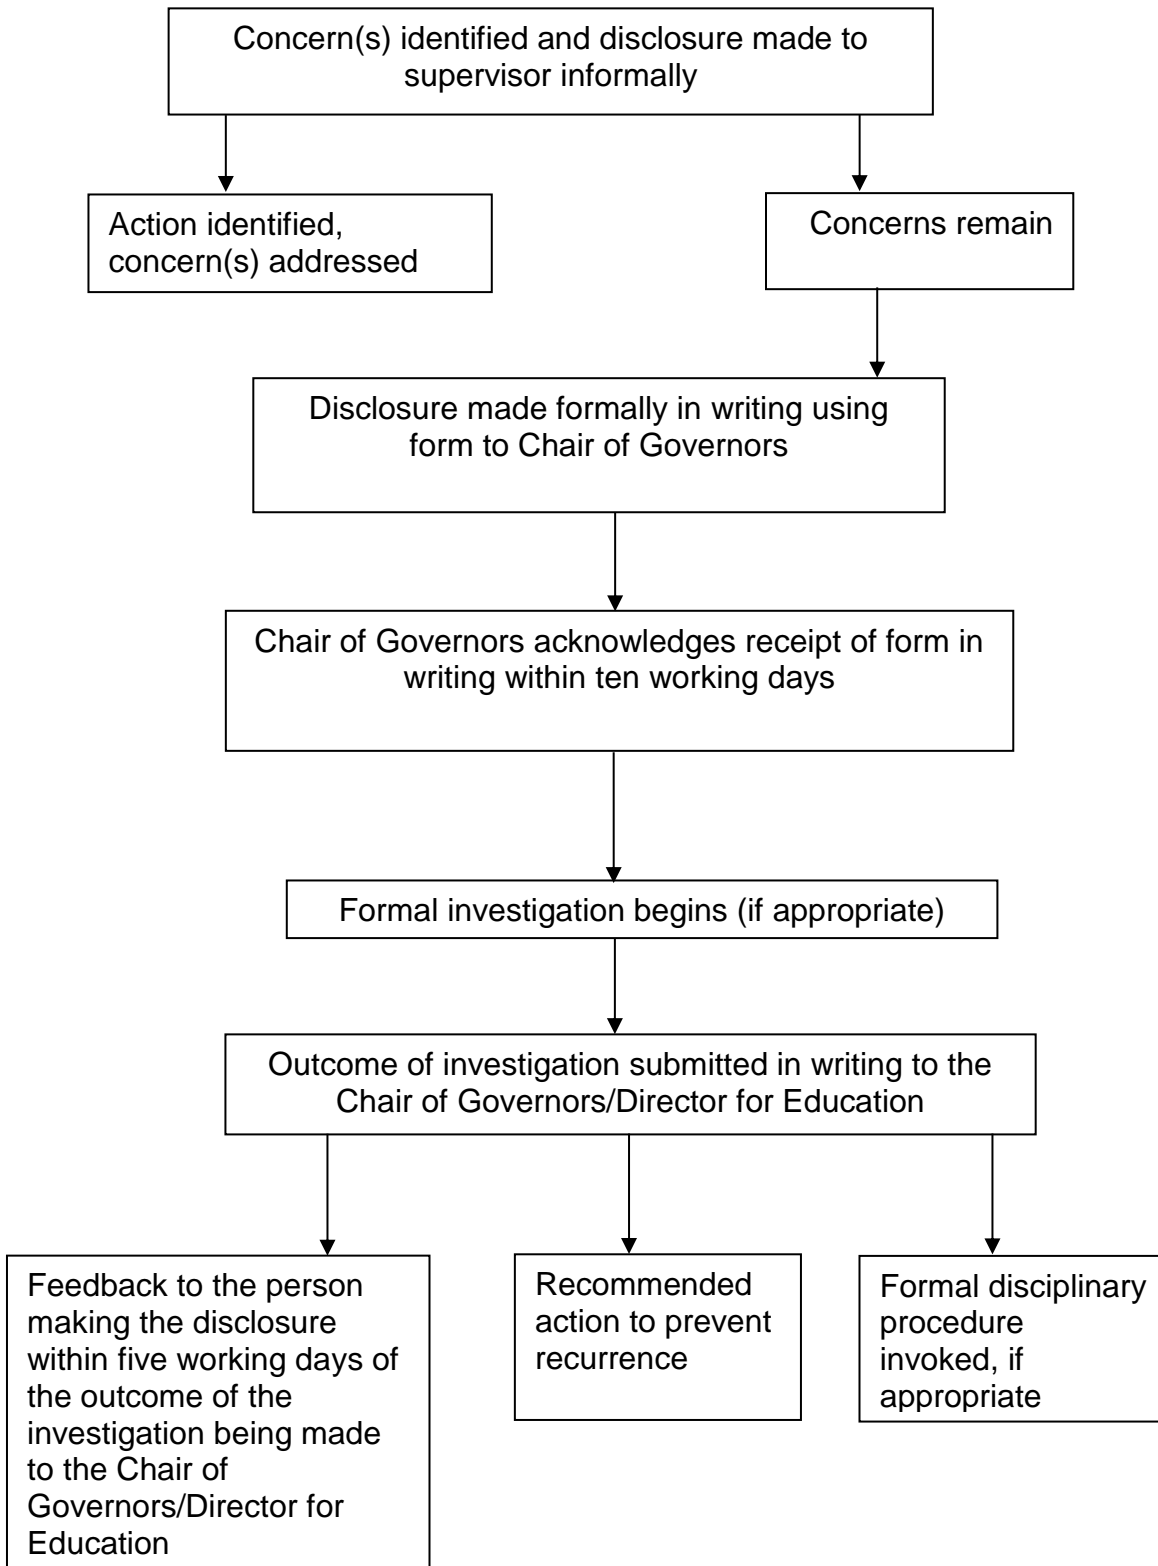 Concern(s) identified and disclosure made to
supervisor informally
Action identified,
concern(s) addressed
Concerns remain
Disclosure made formally in writing using
form to Chair of Governors
Chair of Governors acknowledges receipt of form in
writing within ten working days
Formal investigation begins (if appropriate)
Outcome of investigation submitted in writing to the
Chair of Governors/Director for Education
Feedback to the person
making the disclosure
within five working days of
the outcome of the
investigation being made
to the Chair of
Governors/Director for
Education
Recommended
action to prevent
recurrence
Formal disciplinary
procedure
invoked, if
appropriate